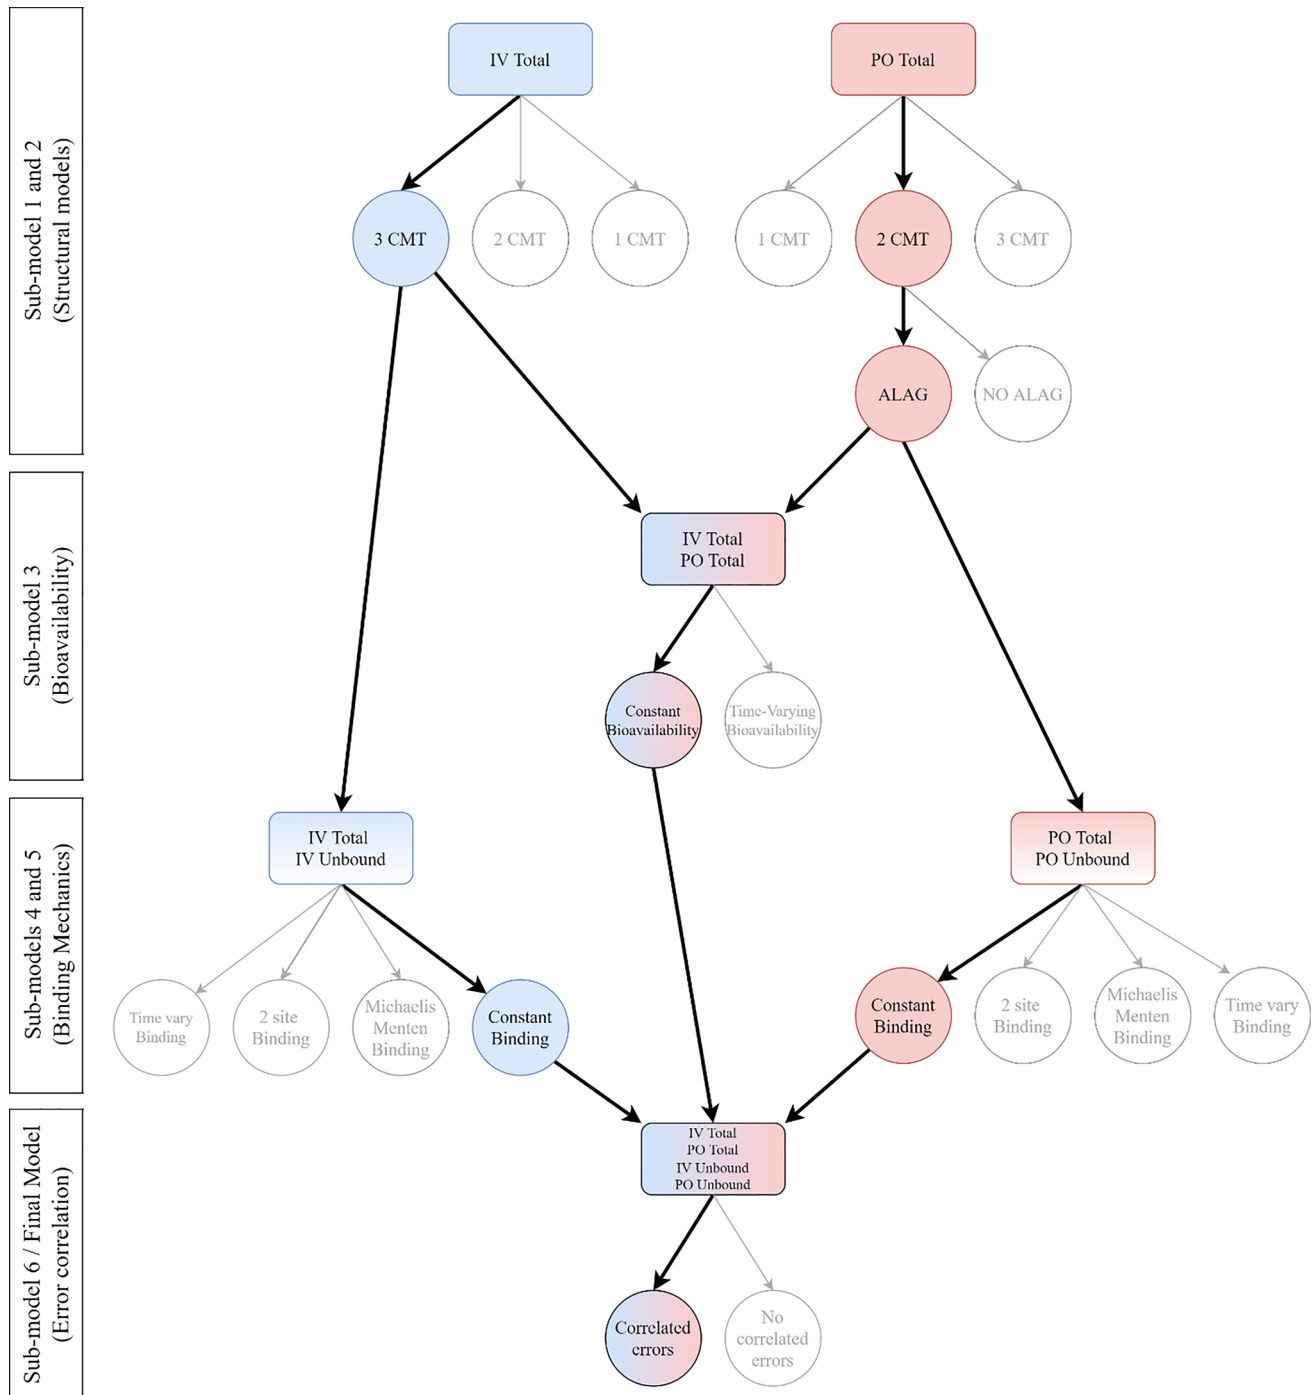 Sub-model 1 and 2
(Structural models)
IV Total
PO Total
3 CMT
2 CMT
1 CMT
1 CMT
2 CMT
3 CMT
ALAG
NO ALAG
Sub-model 3
(Bioavailability)
IV Total
PO Total
Constant
Bioavailability
Time-Varying
Bioavailability
Sub-models 4 and 5
(Binding Mechanics)
IV Total
IV Unbound
PO Total
PO Unbound
Time vary
Binding
2 site
Binding
Michaelis
Menten
Binding
Constant
Binding
Constant
Binding
2 site
Binding
Michaelis
Menten
Binding
Time vary
Binding
Sub-model 6 / Final Model
(Error correlation)
IV Total
PO Total
IV Unbound
PO Unbound
Correlated
errors
No
correlated
errors